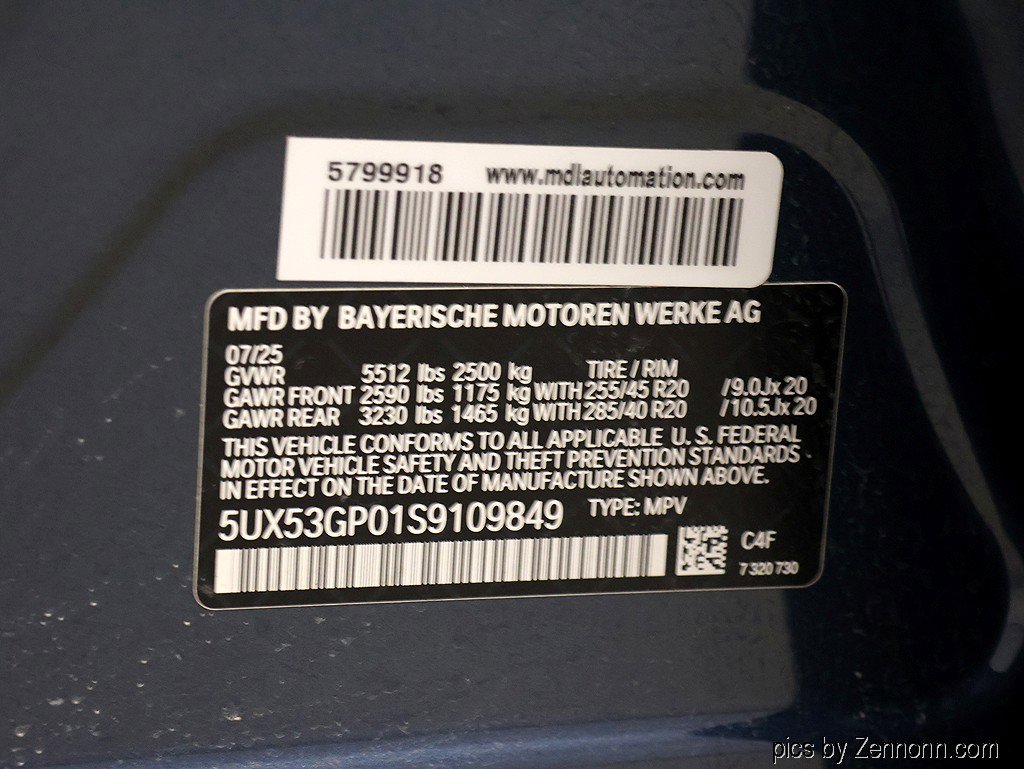 5799918 www.mdlautomation.com
MFD BY BAYERISCHE MOTOREN WERKE AG
07/25
GVWR 5512 lbs 2500 kg TIRE / RIM
GAWR FRONT 2590 lbs 1175 kg WITH 255/45 R20 /9.0Jx 20
GAWR REAR 3230 lbs 1465 kg WITH 285/40 R20 /10.5Jx 20
THIS VEHICLE CONFORMS TO ALL APPLICABLE U. S. FEDERAL
MOTOR VEHICLE SAFETY AND THEFT PREVENTION STANDARDS
IN EFFECT ON THE DATE OF MANUFACTURE SHOWN ABOVE.
5UX53GP01S9109849 TYPE: MPV
C4F
7 320 730
pics by Zennonn.com